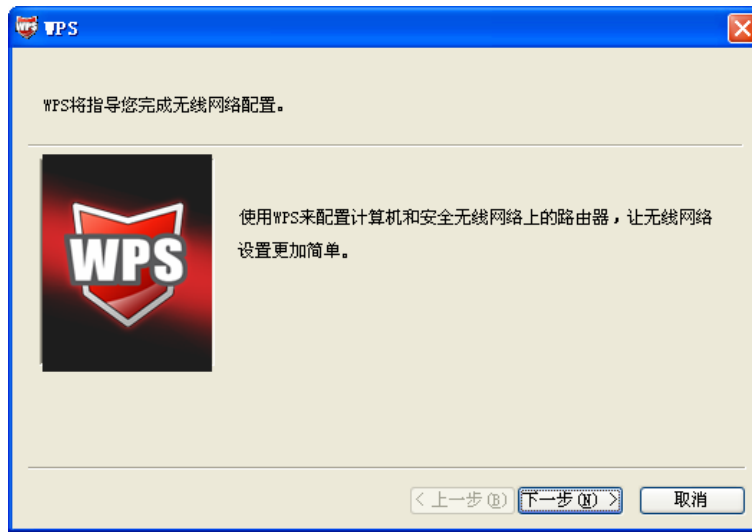 WPS
WPS将指导您完成无线网络配置。
WPS
使用WPS来配置计算机和安全无线网络上的路由器，让无线网络
设置更加简单。
< 上一步(B)
下一步(N) >
取消